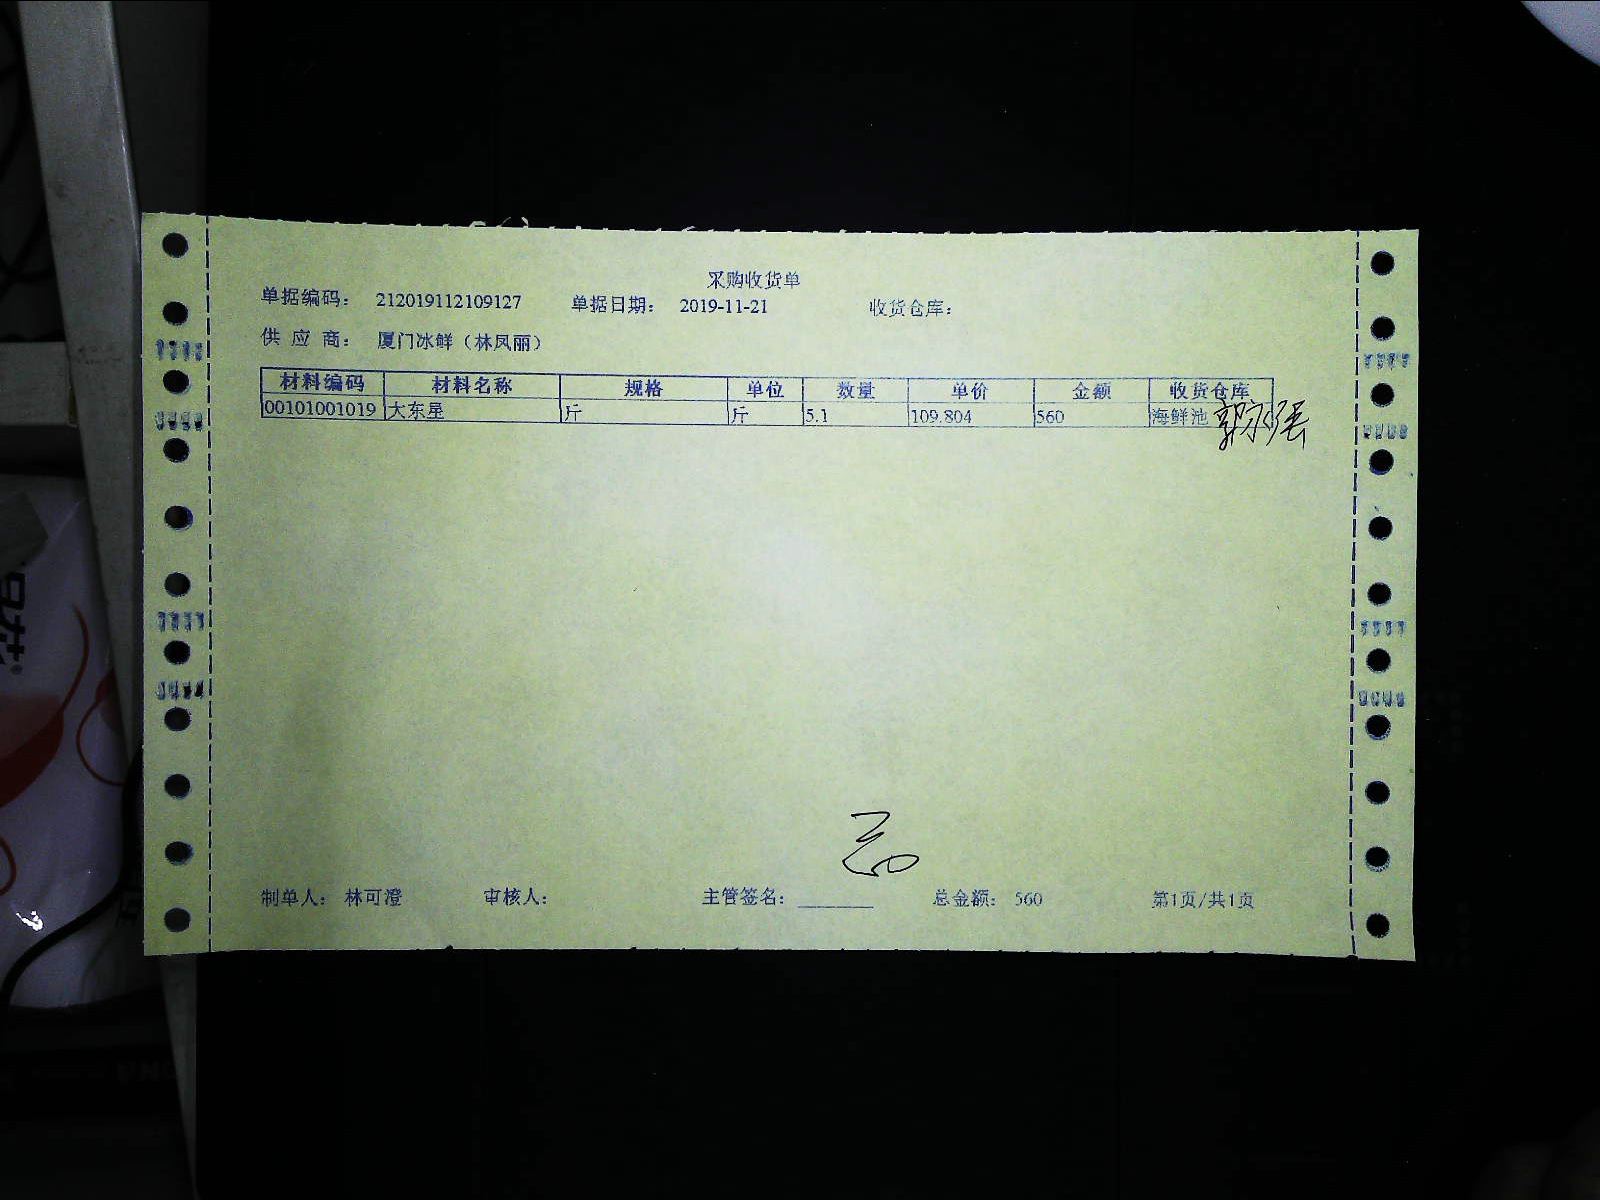 采购收货单
单据编码： 212019112109127 单据日期： 2019-11-21 收货仓库：
供 应 商： 厦门冰鲜（林凤丽）
材料编码 材料名称 规格 单位 数量 单价 金额 收货仓库
00101001019 大东星 斤 斤 5.1 109.804 560 海鲜池
制单人： 林可澄 审核人： 主管签名： 总金额： 560 第1页/共1页